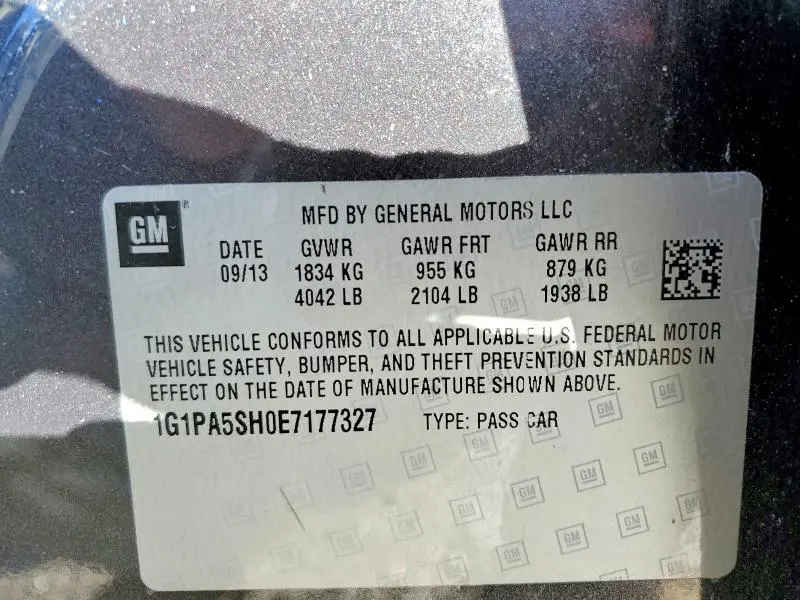 GM ®
MFD BY GENERAL MOTORS LLC
DATE GVWR GAWR FRT GAWR RR
09/13 1834 KG 955 KG 879 KG
4042 LB 2104 LB 1938 LB
THIS VEHICLE CONFORMS TO ALL APPLICABLE U.S. FEDERAL MOTOR
VEHICLE SAFETY, BUMPER, AND THEFT PREVENTION STANDARDS IN
EFFECT ON THE DATE OF MANUFACTURE SHOWN ABOVE.
1G1PA5SH0E7177327 TYPE: PASS CAR